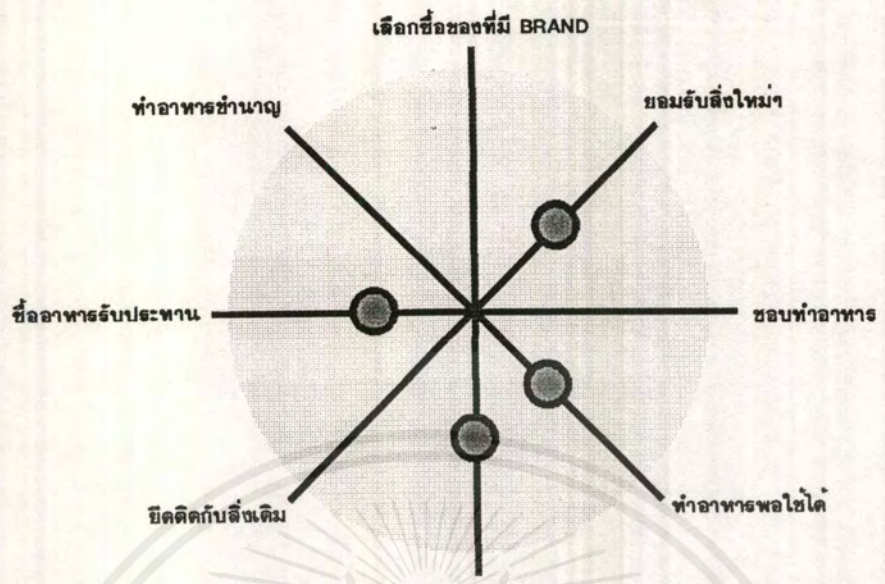 เลือกซื้อของที่มี BRAND
ทำอาหารชำนาญ
ยอมรับสิ่งใหม่ๆ
ซื้ออาหารรับประทาน
ชอบทำอาหาร
ยึดติดกับสิ่งเดิม
ทำอาหารพอใช้ได้